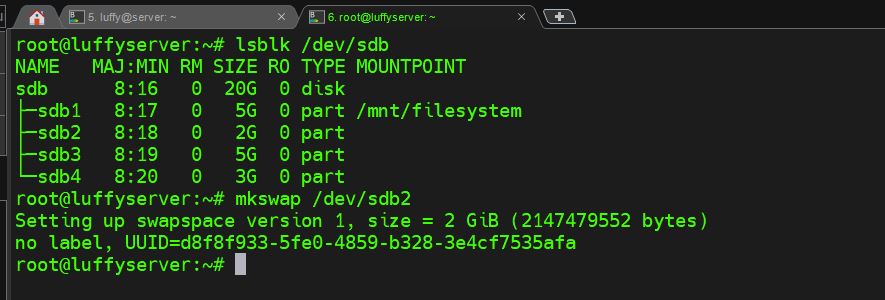 5. luffy@server: ~
6. root@luffyserver: ~
root@luffyserver:~# lsblk /dev/sdb
NAME   MAJ:MIN RM SIZE RO TYPE MOUNTPOINT
sdb      8:16   0  20G  0 disk
├─sdb1   8:17   0   5G  0 part /mnt/filesystem
├─sdb2   8:18   0   2G  0 part
├─sdb3   8:19   0   5G  0 part
└─sdb4   8:20   0   3G  0 part
root@luffyserver:~# mkswap /dev/sdb2
Setting up swapspace version 1, size = 2 GiB (2147479552 bytes)
no label, UUID=d8f8f933-5fe0-4859-b328-3e4cf7535afa
root@luffyserver:~#